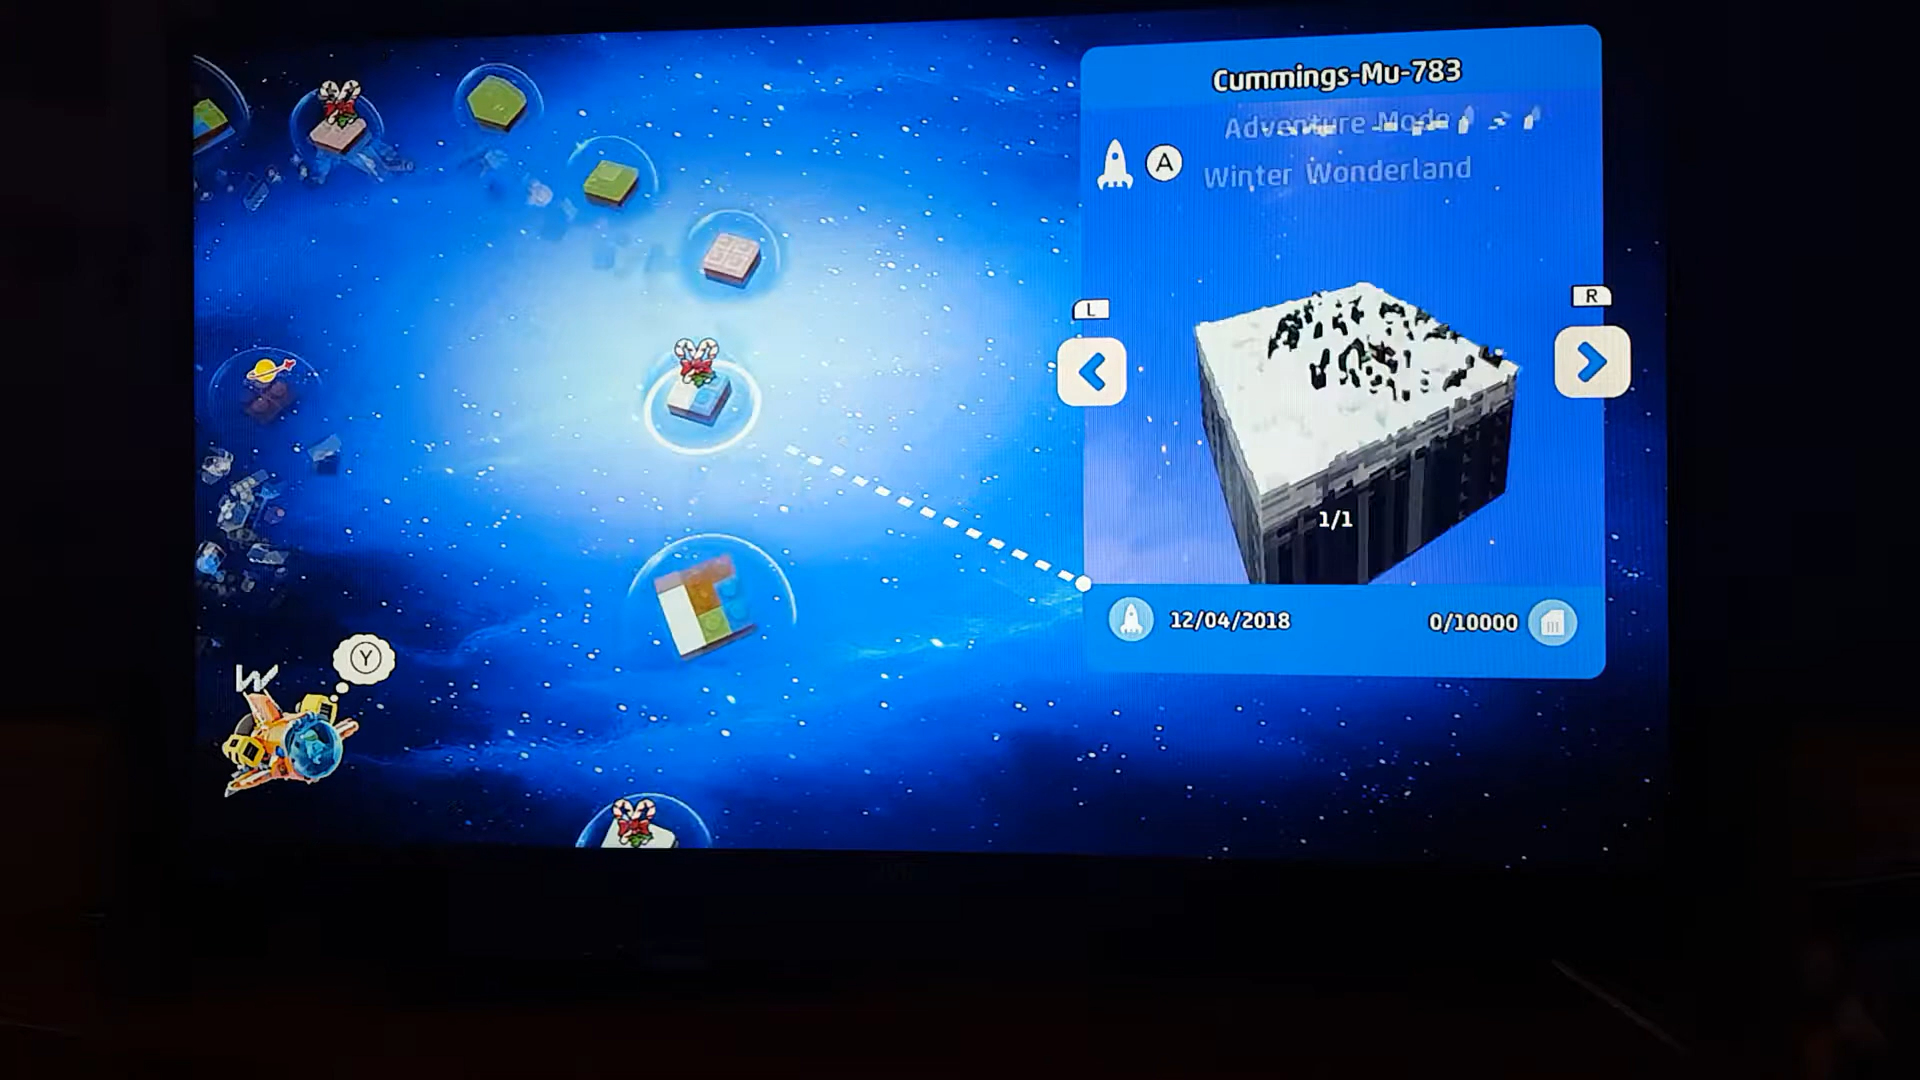 Cummings-Mu-783
Adventure Mode
A
Winter Wonderland
L
R
1/1
12/04/2018
0/10000
Y